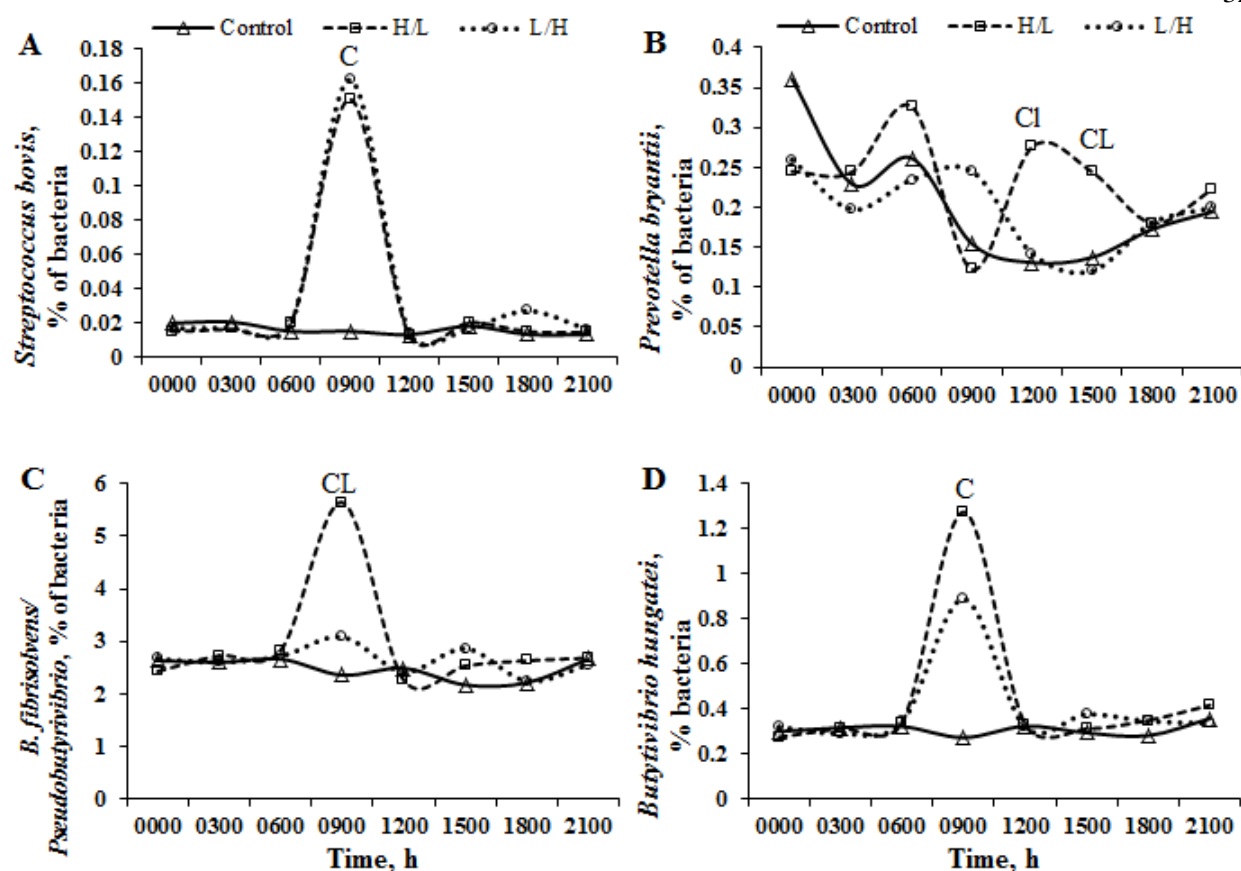 A
Control H/L L/H
Streptococcus bovis,
% of bacteria
0.18
0.16
0.14
0.12
0.1
0.08
0.06
0.04
0.02
0
C
0000 0300 0600 0900 1200 1500 1800 2100
B
Control H/L L/H
Prevotella bryantii,
% of bacteria
0.4
0.35
0.3
0.25
0.2
0.15
0.1
0.05
0
Cl
CL
0000 0300 0600 0900 1200 1500 1800 2100
C
B. fibrisolvens/
Pseudobutyrivibrio, % of bacteria
6
5
4
3
2
1
0
CL
0000 0300 0600 0900 1200 1500 1800 2100
Time, h
D
Butytivibrio hungatei,
% bacteria
1.4
1.2
1
0.8
0.6
0.4
0.2
0
C
0000 0300 0600 0900 1200 1500 1800 2100
Time, h